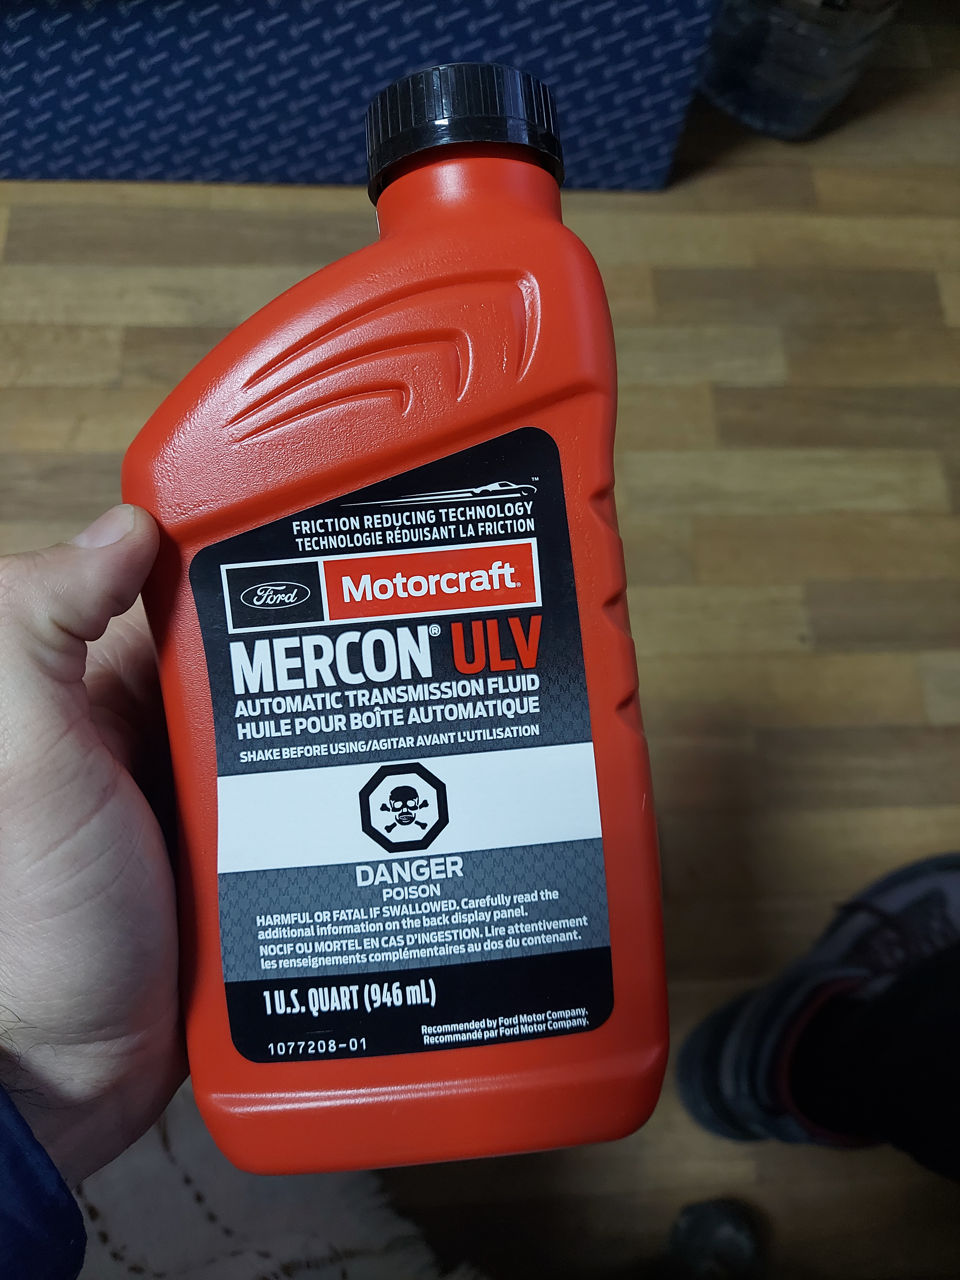 ™
FRICTION REDUCING TECHNOLOGY
TECHNOLOGIE RÉDUISANT LA FRICTION
Ford Motorcraft®
MERCON® ULV
AUTOMATIC TRANSMISSION FLUID
HUILE POUR BOÎTE AUTOMATIQUE
SHAKE BEFORE USING/AGITAR AVANT L'UTILISATION
DANGER
POISON
HARMFUL OR FATAL IF SWALLOWED. Carefully read the
additional information on the back display panel.
NOCIF OU MORTEL EN CAS D'INGESTION. Lire attentivement
les renseignements complémentaires au dos du contenant.
1 U.S. QUART (946 mL)
Recommended by Ford Motor Company.
Recommandé par Ford Motor Company.
1077208-01